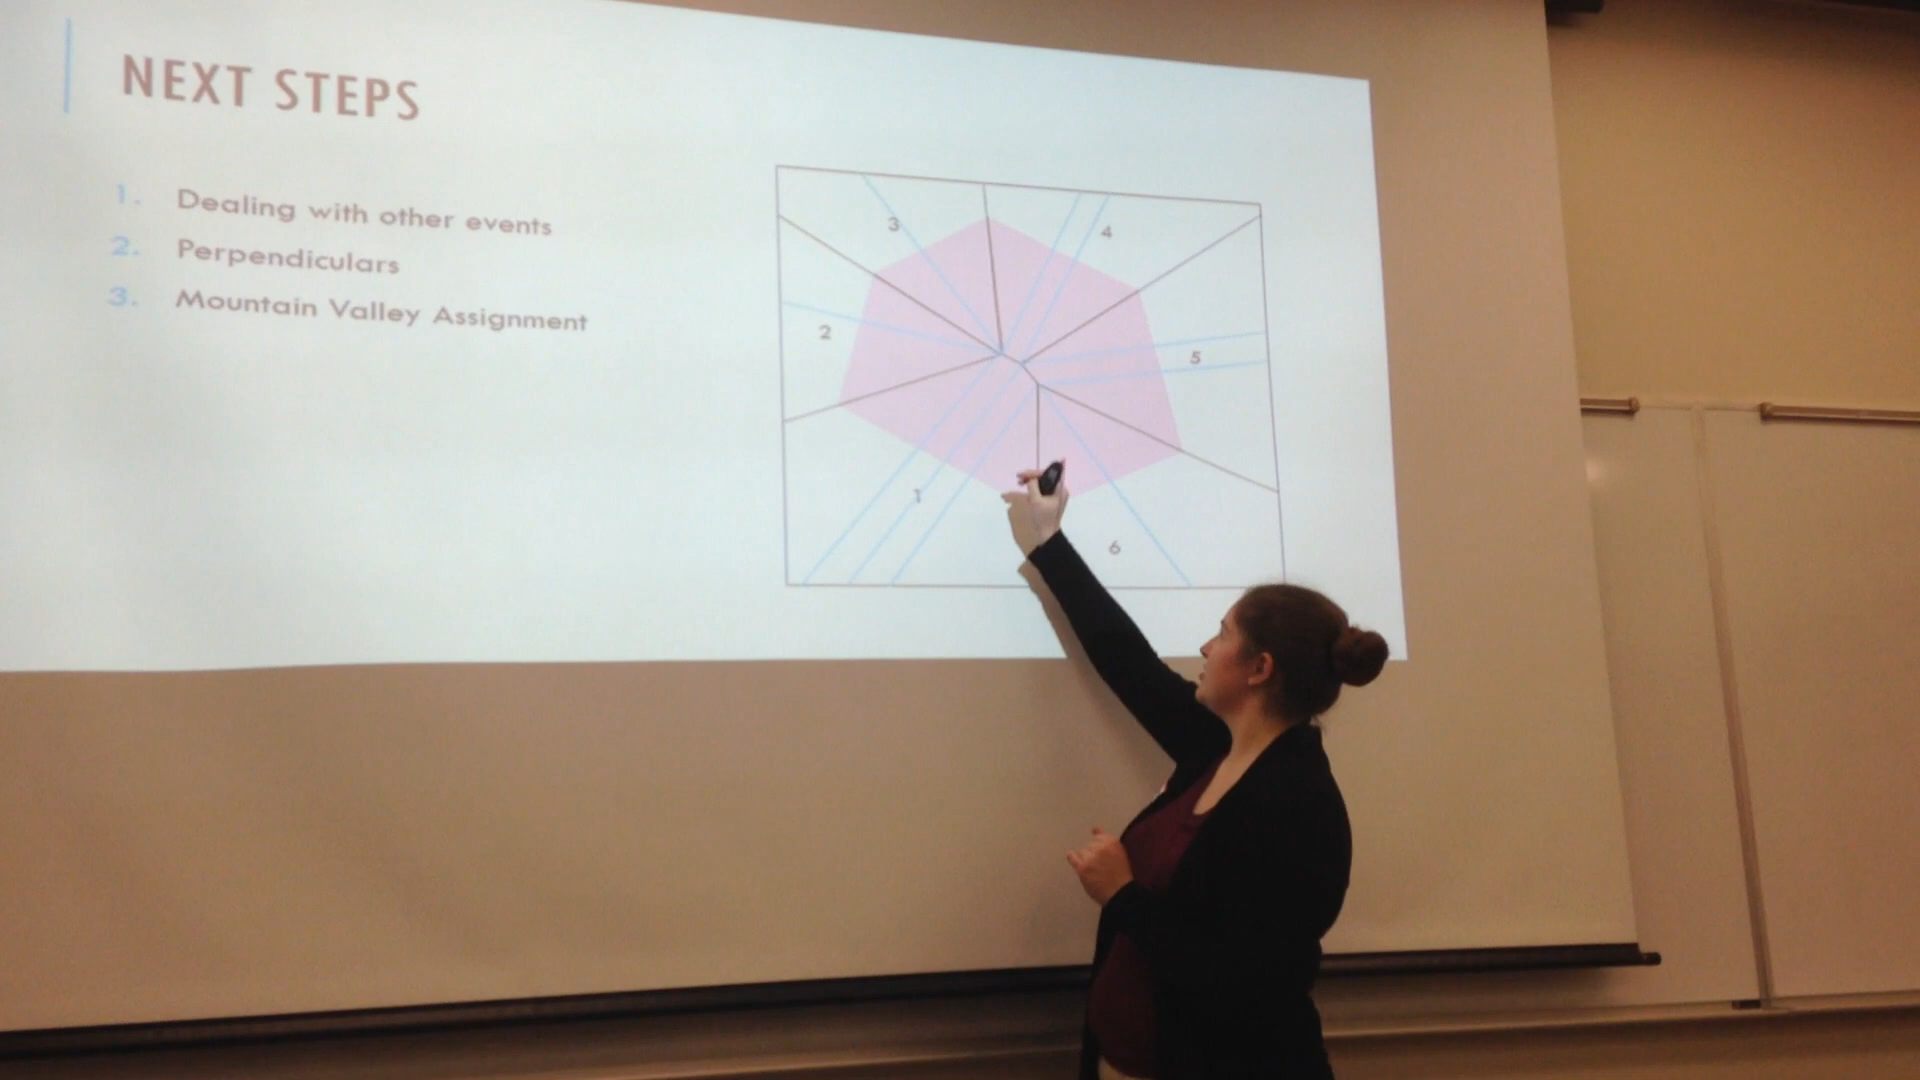 NEXT STEPS
1. Dealing with other events
2. Perpendiculars
3. Mountain Valley Assignment
3
4
2
5
1
6